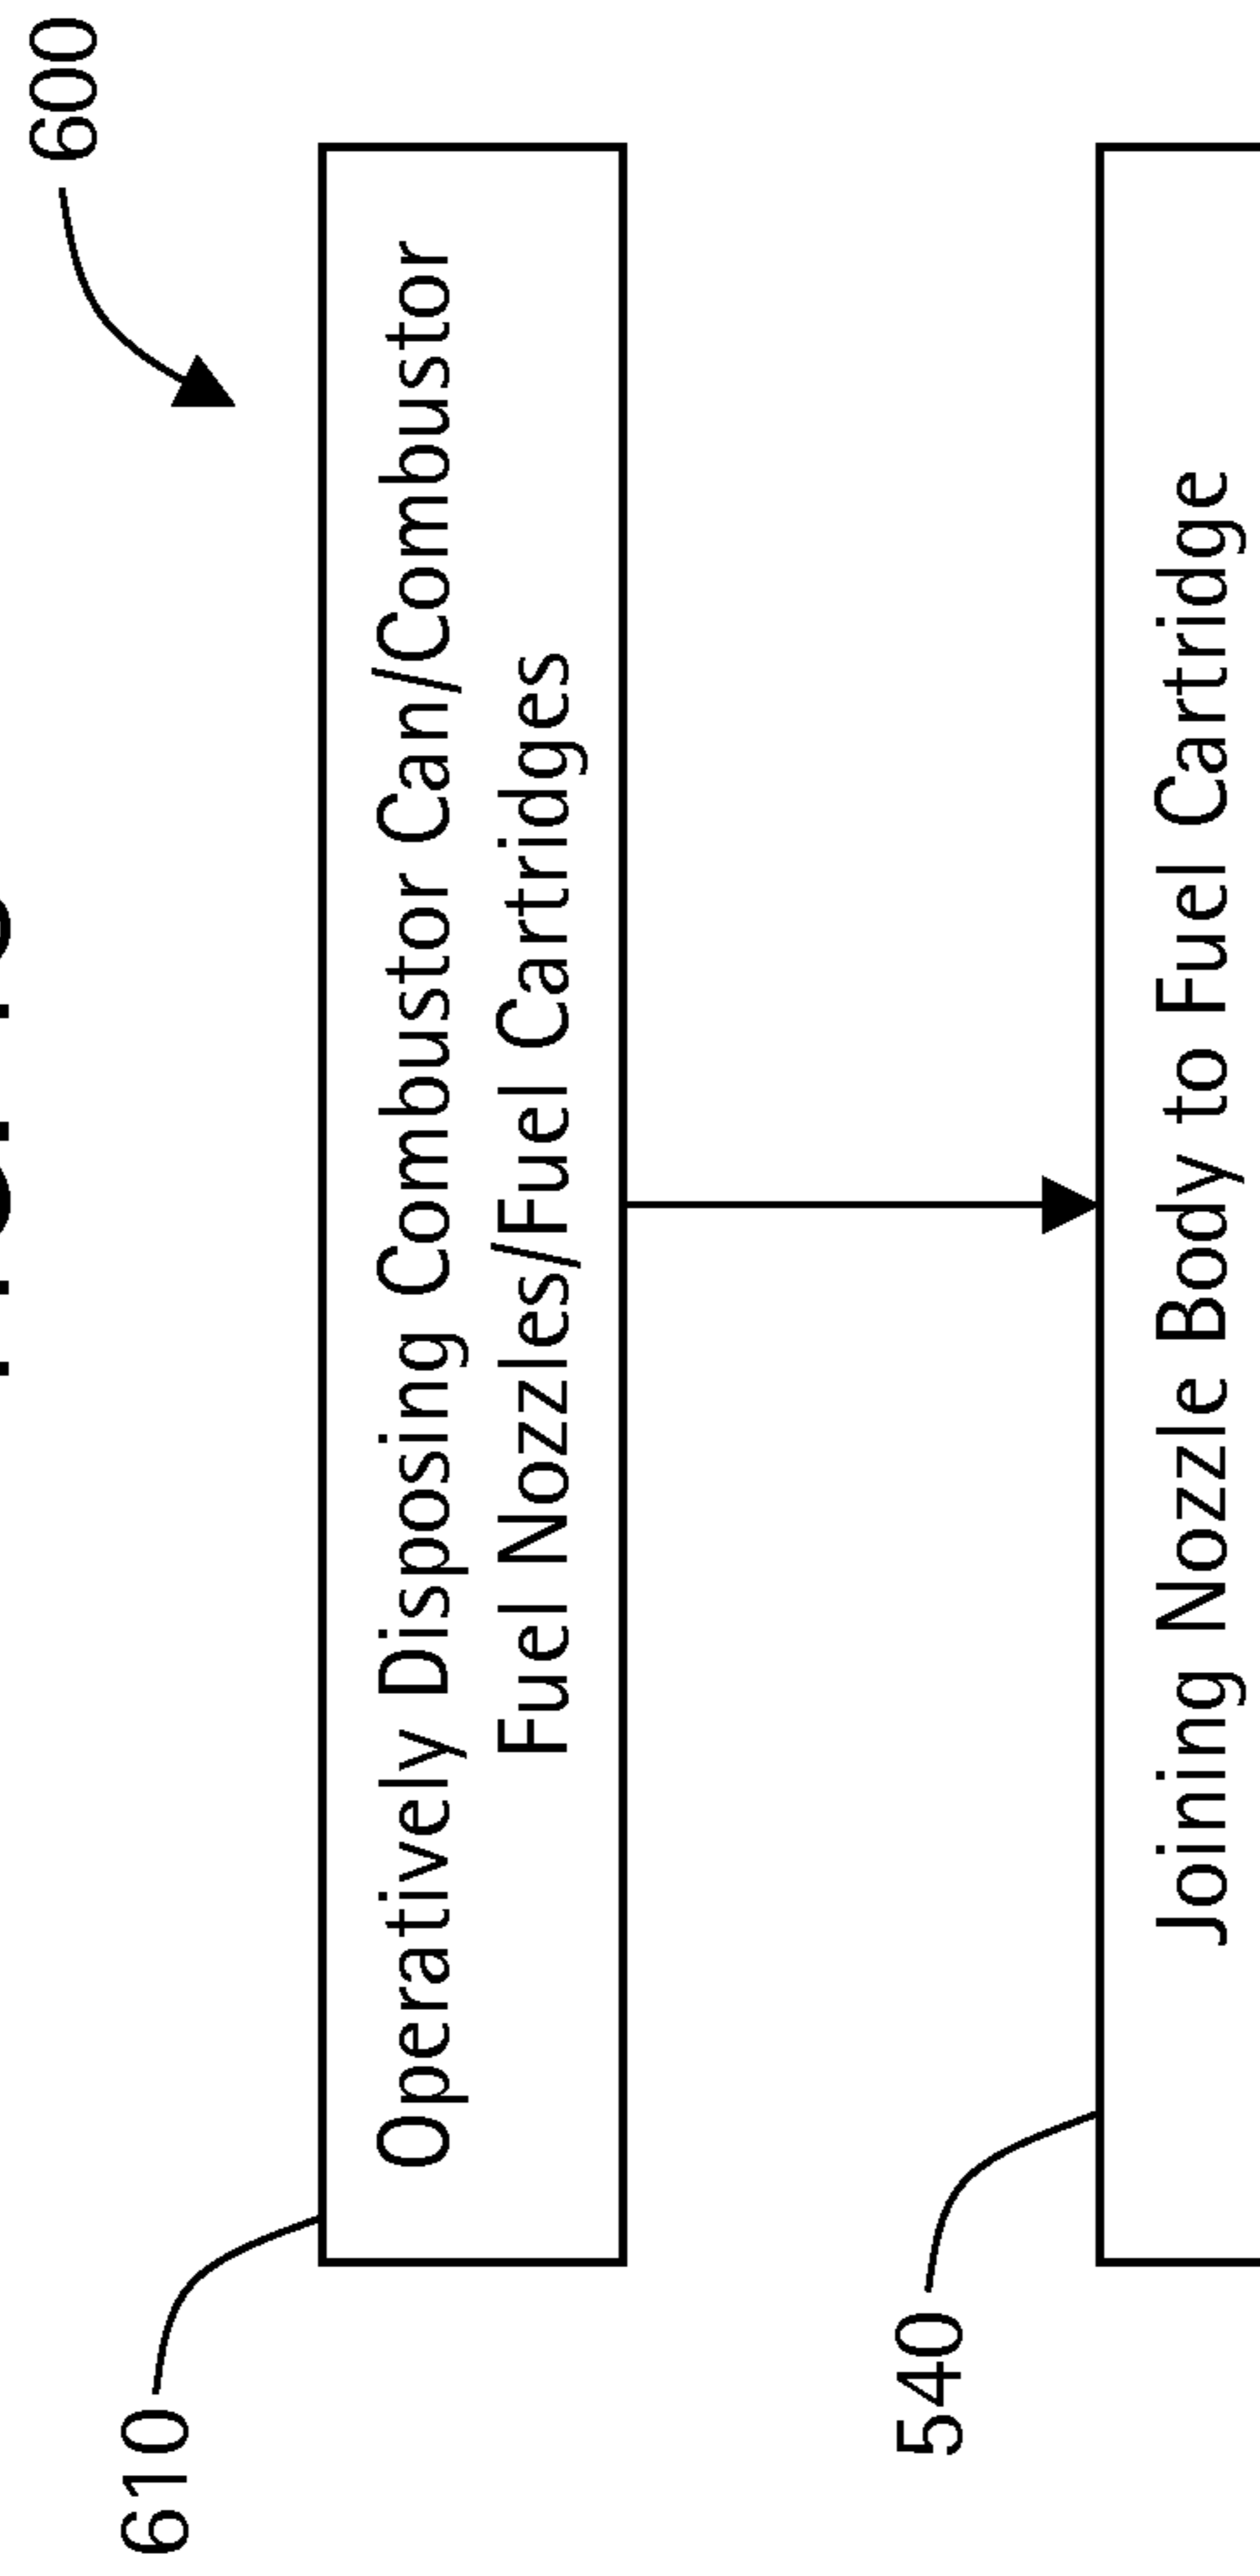 600
610
Operatively Disposing Combustor Can/Combustor
Fuel Nozzles/Fuel Cartridges
540
Joining Nozzle Body to Fuel Cartridge